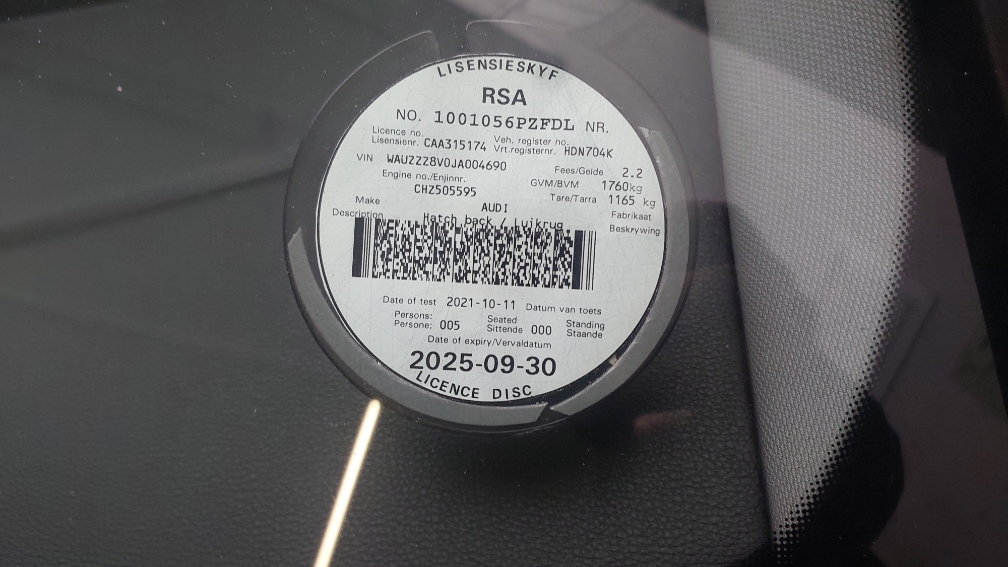 LISENSIESKYF
RSA
NO. 1001056PZFDL NR.
Licence no. Veh. register no.
Lisensienr. CAA315174 Vrt.registernr. HDN704K
VIN WAUZZZ8V0JA004690
Fees/Gelde 2.2
Engine no./Enjinnr. GVM/BVM 1760kg
CHZ505595 Tare/Tarra 1165 kg
Make AUDI Fabrikaat
Description Hatch back / Luikrug Beskrywing
Date of test 2021-10-11 Datum van toets
Persons: Seated Standing
Persone: 005 Sittende 000 Staande
Date of expiry/Vervaldatum
2025-09-30
LICENCE DISC